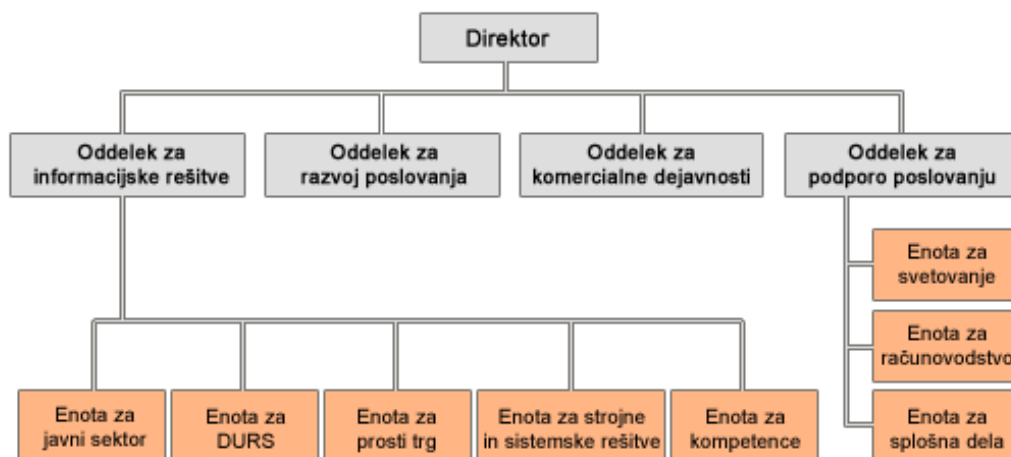 Direktor
Oddelek za
informacijske rešitve
Oddelek za
razvoj poslovanja
Oddelek za
komercialne dejavnosti
Oddelek za
podporo poslovanju
Enota za
svetovanje
Enota za
računovodstvo
Enota za
splošna dela
Enota za
javni sektor
Enota za
DURS
Enota za
prosti trg
Enota za strojne
in sistemske rešitve
Enota za
kompetence